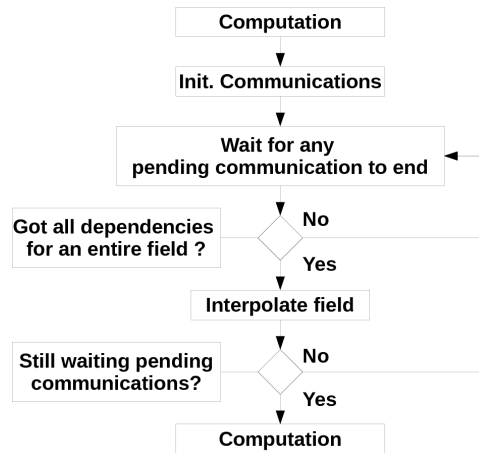 Computation
Init. Communications
Wait for any
pending communication to end
Got all dependencies
for an entire field ?
No
Yes
Interpolate field
Still waiting pending
communications?
No
Yes
Computation